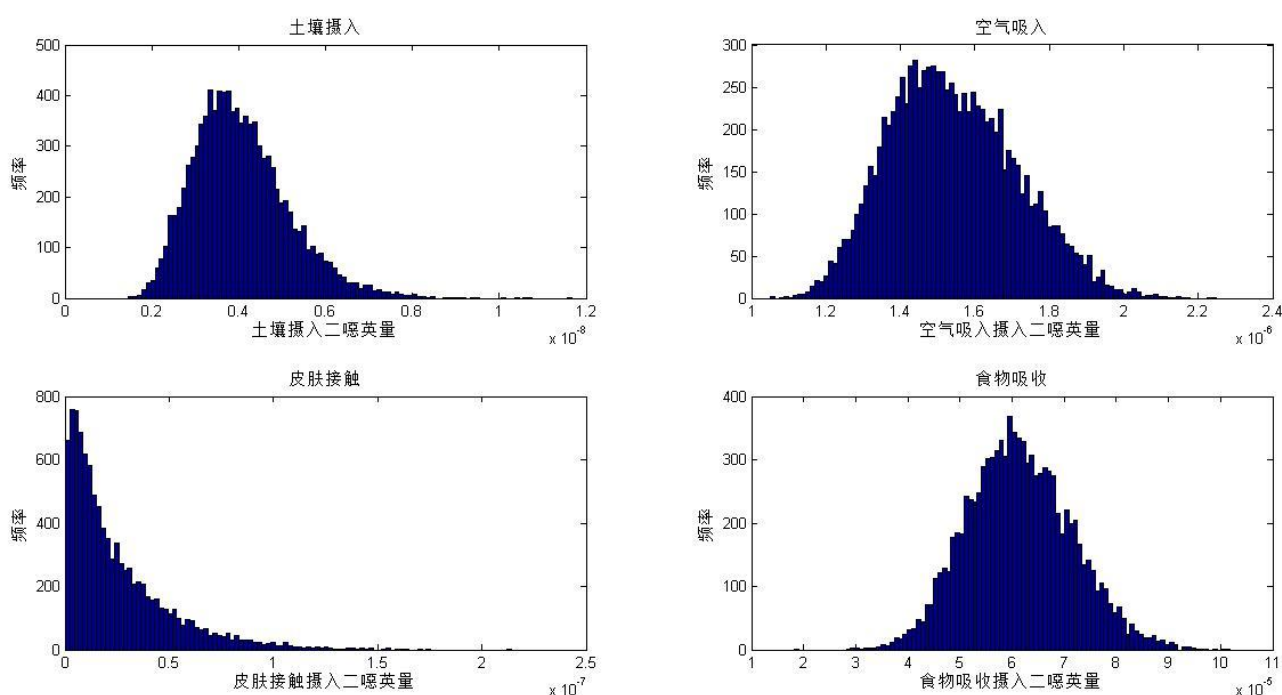 土壤摄入
500
400
300
200
100
0
频率
0 0.2 0.4 0.6 0.8 1 1.2
土壤摄入二噁英量
x 10-8
空气吸入
300
250
200
150
100
50
0
频率
1 1.2 1.4 1.6 1.8 2 2.2 2.4
空气吸入摄入二噁英量
x 10-6
皮肤接触
800
600
400
200
0
频率
0 0.5 1 1.5 2 2.5
皮肤接触摄入二噁英量
x 10-7
食物吸收
400
300
200
100
0
频率
1 2 3 4 5 6 7 8 9 10 11
食物吸收摄入二噁英量
x 10-5